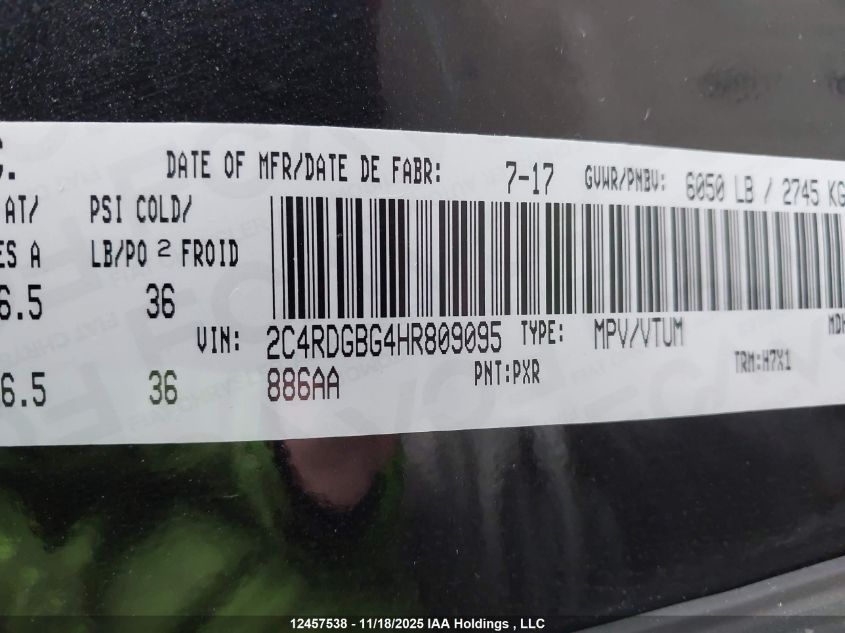 DATE OF MFR/DATE DE FABR: 7-17 GVWR/PNBV: 6050 LB / 2745 KG
AT/ PSI COLD/
ES A LB/PO 2 FROID
6.5 36
VIN: 2C4RDGBG4HR809095 TYPE: MPV/VTUM MDH
6.5 36 886AA PNT:PXR TRM:H7X1
12457538 - 11/18/2025 IAA Holdings , LLC